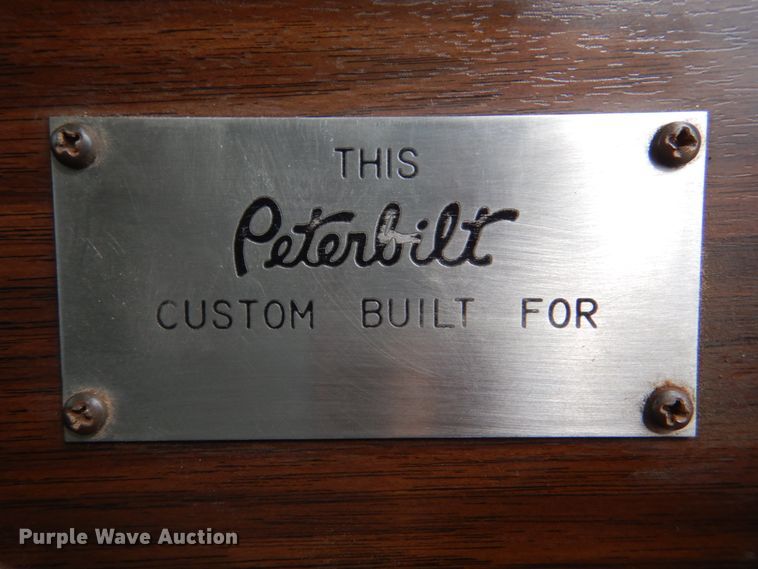 THIS
Peterbilt
CUSTOM BUILT FOR
Purple Wave Auction